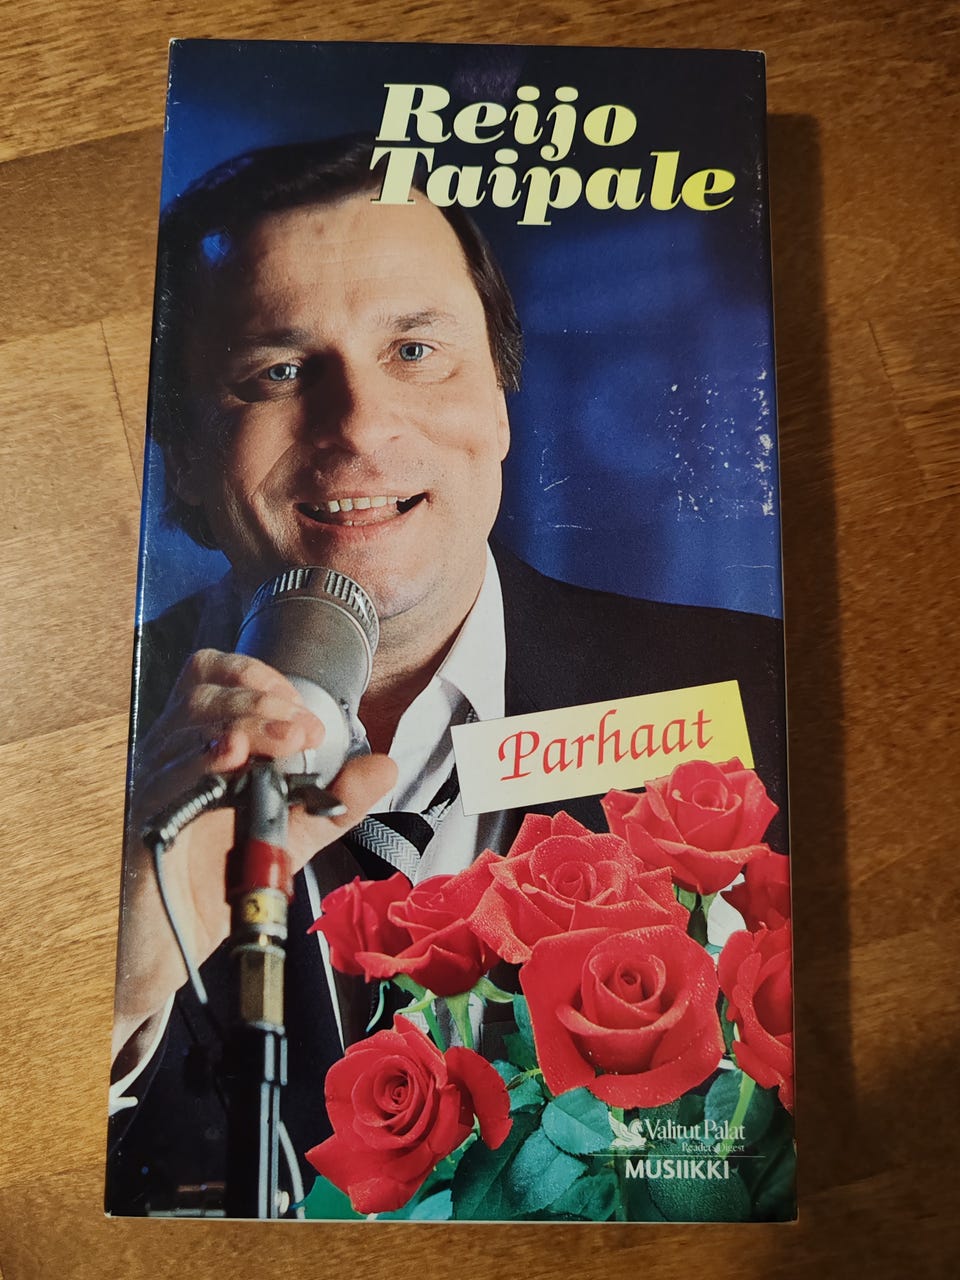 Reijo
Taipale
Parhaat
Valitut Palat
Reader's Digest
MUSIIKKI